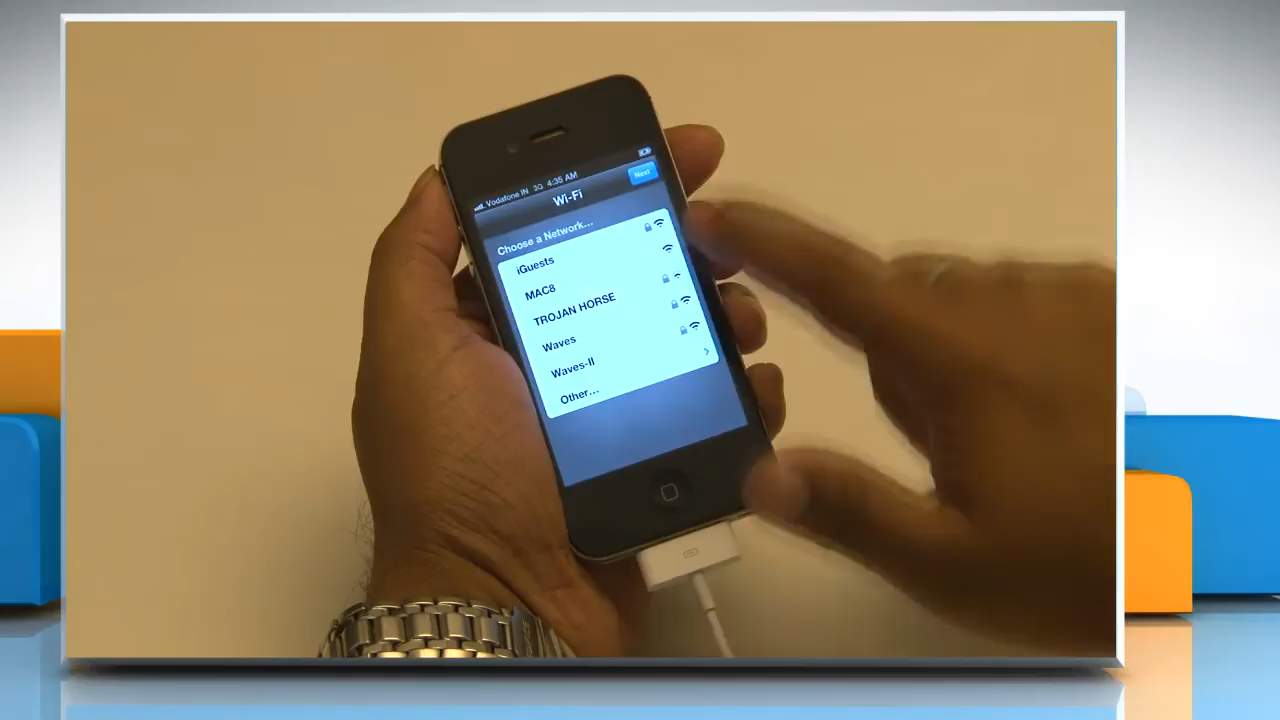 Vodafone IN 3G 4:35 AM
Wi-Fi
Next
Choose a Network...
iGuests
MAC8
TROJAN HORSE
Waves
Waves-II
Other...